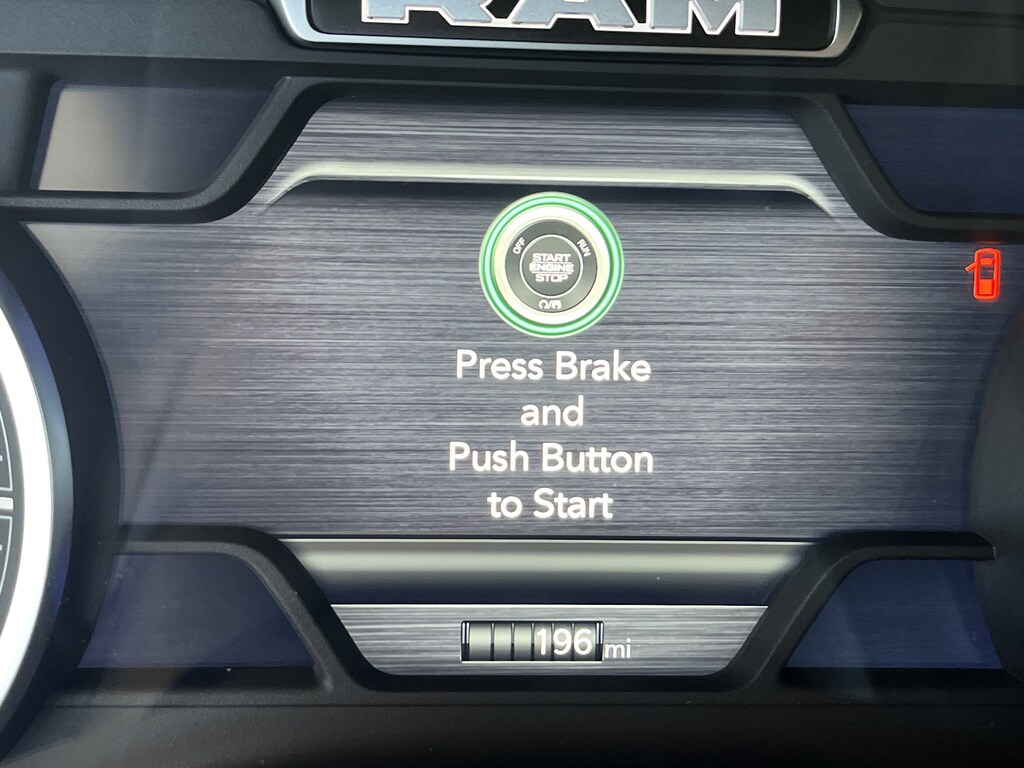 RAM
OFF
RUN
START
ENGINE
STOP
Press Brake
and
Push Button
to Start
196 mi